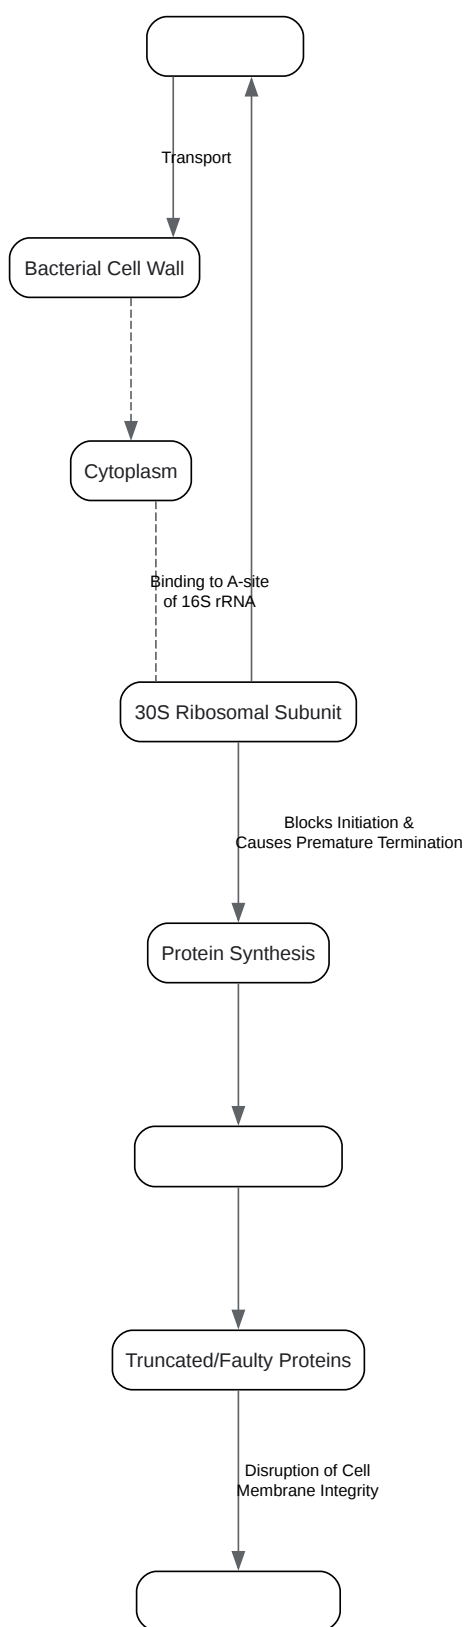 Transport
Bacterial Cell Wall
Cytoplasm
Binding to A-site
of 16S rRNA
30S Ribosomal Subunit
Blocks Initiation &
Causes Premature Termination
Protein Synthesis
Truncated/Faulty Proteins
Disruption of Cell
Membrane Integrity